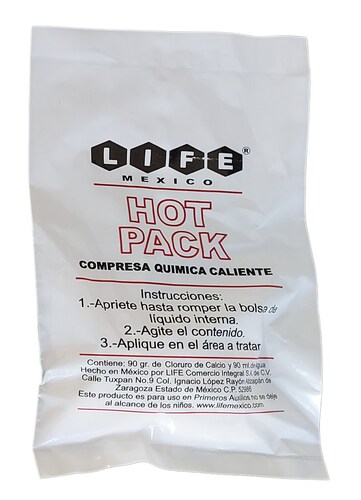 LIFE®
MEXICO
HOT
PACK
COMPRESA QUIMICA CALIENTE
Instrucciones:
1.-Apriete hasta romper la bolsa de
liquido interna.
2.-Agite el contenido.
3.-Aplique en el área a tratar
Contiene: 90 gr. de Cloruro de Calcio y 90 ml. de agua
Hecho en México por LIFE Comercio Integral S.A de C.V.
Calle Tuxpan No.9 Col. Ignacio López Rayón Atizapán de
Zaragoza Estado de México C.P. 52986
Este producto es para uso en Primeros Auxilios no se deje
al alcance de los niños. www.lifemexico.com